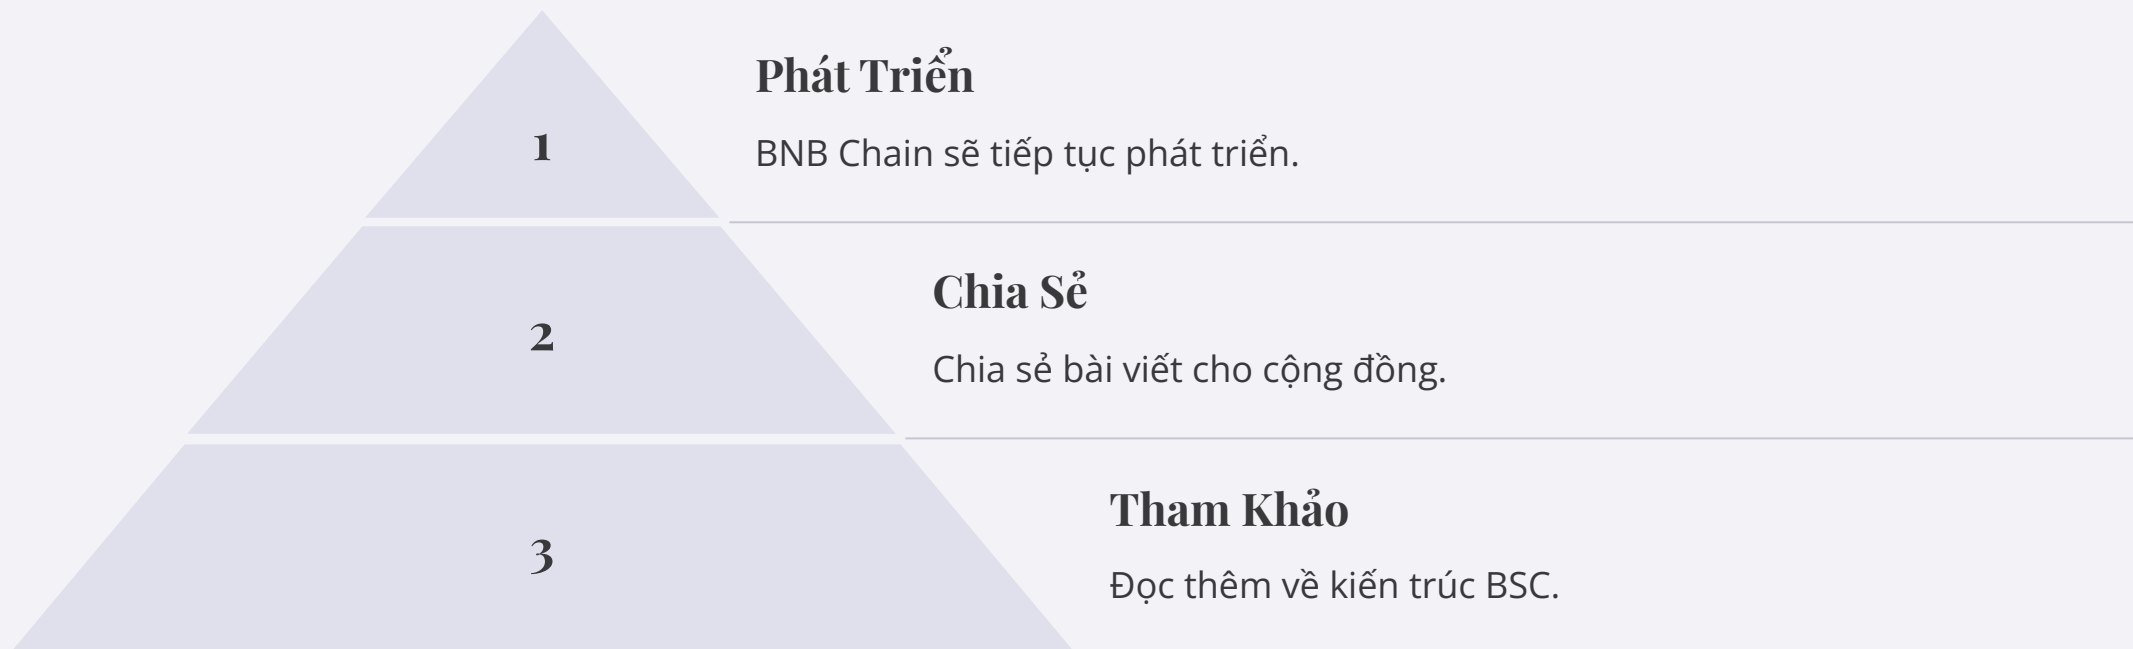 1
Phát Triển
BNB Chain sẽ tiếp tục phát triển.
2
Chia Sẻ
Chia sẻ bài viết cho cộng đồng.
3
Tham Khảo
Đọc thêm về kiến trúc BSC.